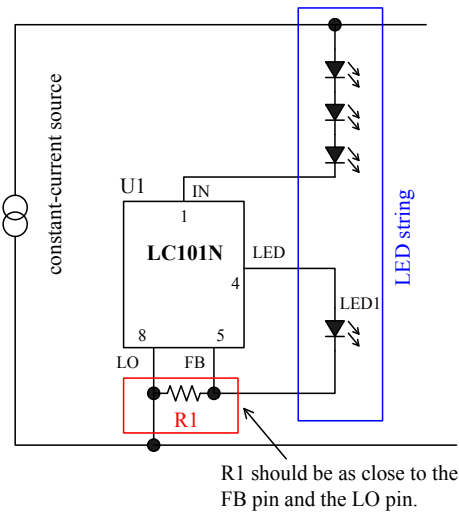 constant-current source
U1
IN
1
LC101N
LED
4
LED1
LED string
8
5
LO
FB
R1
R1 should be as close to the
FB pin and the LO pin.